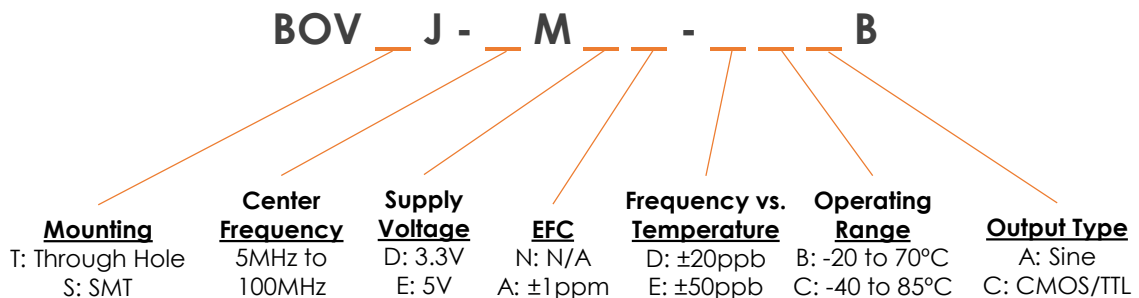 BOV _ J - _ M _ _ - _ _ _ B
Mounting
T: Through Hole
S: SMT
Center
Frequency
5MHz to
100MHz
Supply
Voltage
D: 3.3V
E: 5V
EFC
N: N/A
A: ±1ppm
Frequency vs.
Temperature
D: ±20ppb
E: ±50ppb
Operating
Range
B: -20 to 70°C
C: -40 to 85°C
Output Type
A: Sine
C: CMOS/TTL